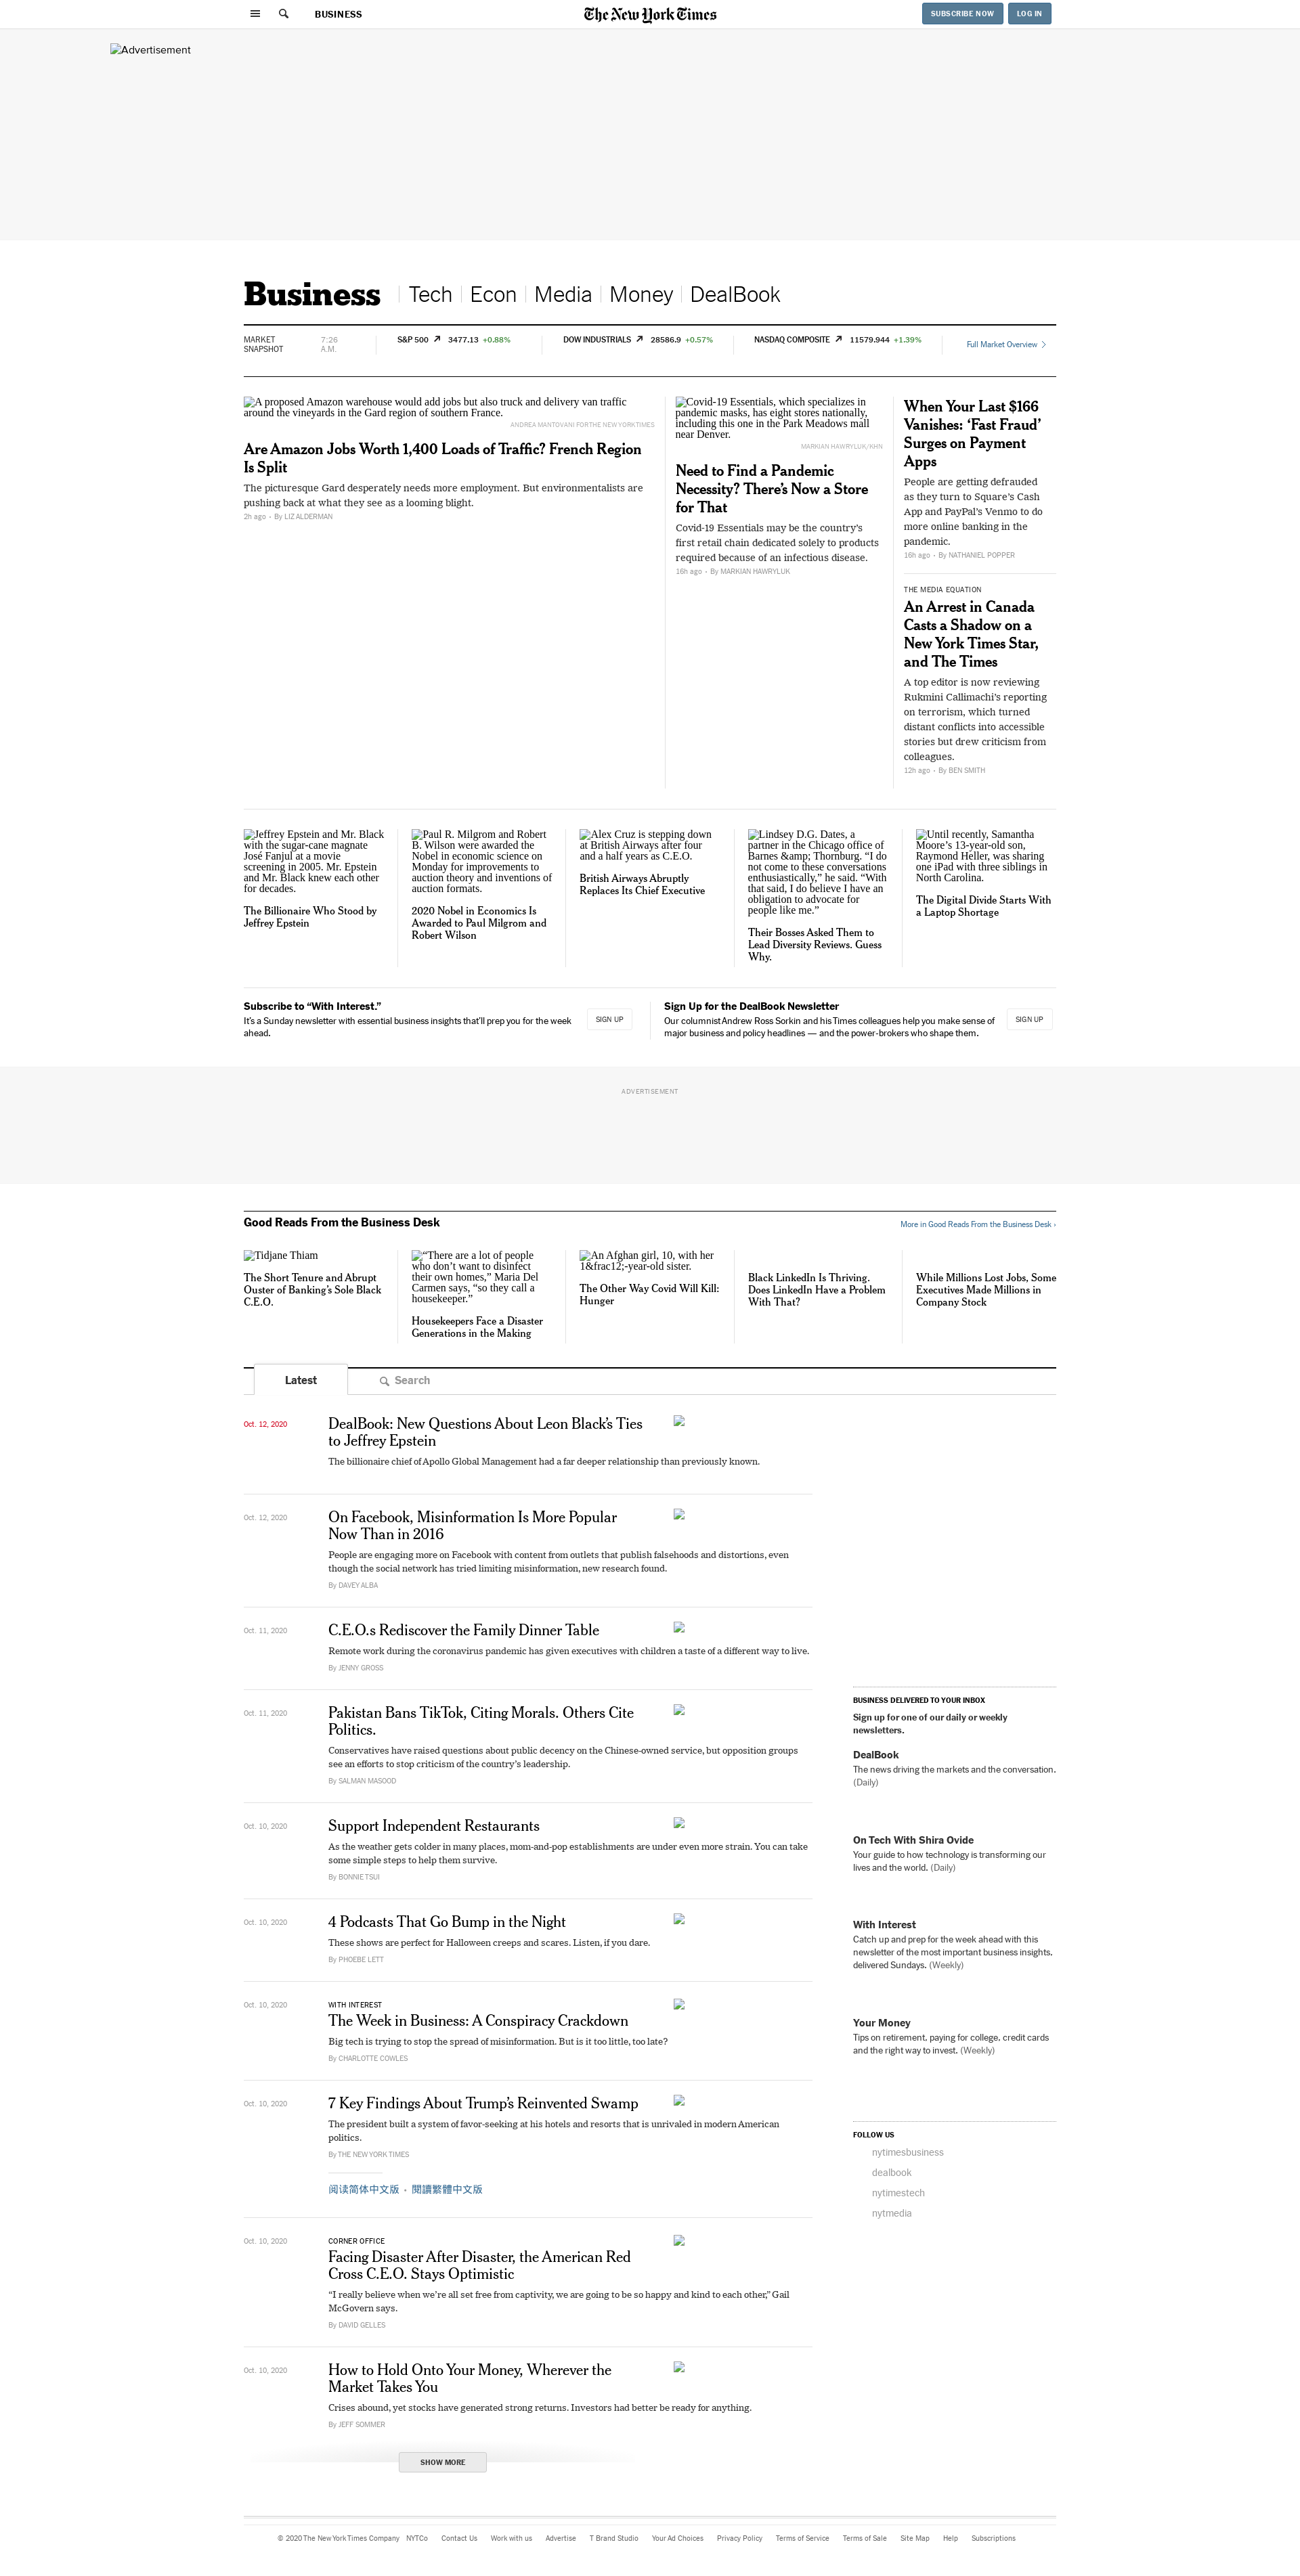 BUSINESS
The New York Times
SUBSCRIBE NOW
LOG IN
Advertisement
Business
Tech
Econ
Media
Money
DealBook
MARKET
SNAPSHOT
7:26
A.M.
S&P 500 3477.13 +0.88%
DOW INDUSTRIALS 28586.9 +0.57%
NASDAQ COMPOSITE 11579.944 +1.39%
Full Market Overview
A proposed Amazon warehouse would add jobs but also truck and delivery van traffic
around the vineyards in the Gard region of southern France.
ANDREA MANTOVANI FOR THE NEW YORK TIMES
Are Amazon Jobs Worth 1,400 Loads of Traffic? French Region
Is Split
The picturesque Gard desperately needs more employment. But environmentalists are
pushing back at what they see as a looming blight.
2h ago • By LIZ ALDERMAN
Covid-19 Essentials, which specializes in
pandemic masks, has eight stores nationally,
including this one in the Park Meadows mall
near Denver.
MARKIAN HAWRYLUK/KHN
Need to Find a Pandemic
Necessity? There’s Now a Store
for That
Covid-19 Essentials may be the country’s
first retail chain dedicated solely to products
required because of an infectious disease.
16h ago • By MARKIAN HAWRYLUK
When Your Last $166
Vanishes: ‘Fast Fraud’
Surges on Payment
Apps
People are getting defrauded
as they turn to Square’s Cash
App and PayPal’s Venmo to do
more online banking in the
pandemic.
16h ago • By NATHANIEL POPPER
THE MEDIA EQUATION
An Arrest in Canada
Casts a Shadow on a
New York Times Star,
and The Times
A top editor is now reviewing
Rukmini Callimachi’s reporting
on terrorism, which turned
distant conflicts into accessible
stories but drew criticism from
colleagues.
12h ago • By BEN SMITH
Jeffrey Epstein and Mr. Black
with the sugar-cane magnate
José Fanjul at a movie
screening in 2005. Mr. Epstein
and Mr. Black knew each other
for decades.
The Billionaire Who Stood by
Jeffrey Epstein
Paul R. Milgrom and Robert
B. Wilson were awarded the
Nobel in economic science on
Monday for improvements to
auction theory and inventions of
auction formats.
2020 Nobel in Economics Is
Awarded to Paul Milgrom and
Robert Wilson
Alex Cruz is stepping down
at British Airways after four
and a half years as C.E.O.
British Airways Abruptly
Replaces Its Chief Executive
Lindsey D.G. Dates, a
partner in the Chicago office of
Barnes &amp; Thornburg. “I do
not come to these conversations
enthusiastically,” he said. “With
that said, I do believe I have an
obligation to advocate for
people like me.”
Their Bosses Asked Them to
Lead Diversity Reviews. Guess
Why.
Until recently, Samantha
Moore’s 13-year-old son,
Raymond Heller, was sharing
one iPad with three siblings in
North Carolina.
The Digital Divide Starts With
a Laptop Shortage
Subscribe to “With Interest.”
It’s a Sunday newsletter with essential business insights that’ll prep you for the week
ahead.
SIGN UP
Sign Up for the DealBook Newsletter
Our columnist Andrew Ross Sorkin and his Times colleagues help you make sense of
major business and policy headlines — and the power-brokers who shape them.
SIGN UP
ADVERTISEMENT
Good Reads From the Business Desk
More in Good Reads From the Business Desk ›
Tidjane Thiam
The Short Tenure and Abrupt
Ouster of Banking’s Sole Black
C.E.O.
“There are a lot of people
who don’t want to disinfect
their own homes,” Maria Del
Carmen says, “so they call a
housekeeper.”
Housekeepers Face a Disaster
Generations in the Making
An Afghan girl, 10, with her
1&frac12;-year-old sister.
The Other Way Covid Will Kill:
Hunger
Black LinkedIn Is Thriving.
Does LinkedIn Have a Problem
With That?
While Millions Lost Jobs, Some
Executives Made Millions in
Company Stock
Latest
Search
Oct. 12, 2020
DealBook: New Questions About Leon Black’s Ties
to Jeffrey Epstein
The billionaire chief of Apollo Global Management had a far deeper relationship than previously known.
Oct. 12, 2020
On Facebook, Misinformation Is More Popular
Now Than in 2016
People are engaging more on Facebook with content from outlets that publish falsehoods and distortions, even
though the social network has tried limiting misinformation, new research found.
By DAVEY ALBA
Oct. 11, 2020
C.E.O.s Rediscover the Family Dinner Table
Remote work during the coronavirus pandemic has given executives with children a taste of a different way to live.
By JENNY GROSS
Oct. 11, 2020
Pakistan Bans TikTok, Citing Morals. Others Cite
Politics.
Conservatives have raised questions about public decency on the Chinese-owned service, but opposition groups
see an efforts to stop criticism of the country’s leadership.
By SALMAN MASOOD
Oct. 10, 2020
Support Independent Restaurants
As the weather gets colder in many places, mom-and-pop establishments are under even more strain. You can take
some simple steps to help them survive.
By BONNIE TSUI
Oct. 10, 2020
4 Podcasts That Go Bump in the Night
These shows are perfect for Halloween creeps and scares. Listen, if you dare.
By PHOEBE LETT
Oct. 10, 2020
WITH INTEREST
The Week in Business: A Conspiracy Crackdown
Big tech is trying to stop the spread of misinformation. But is it too little, too late?
By CHARLOTTE COWLES
Oct. 10, 2020
7 Key Findings About Trump’s Reinvented Swamp
The president built a system of favor-seeking at his hotels and resorts that is unrivaled in modern American
politics.
By THE NEW YORK TIMES
阅读简体中文版 • 閱讀繁體中文版
Oct. 10, 2020
CORNER OFFICE
Facing Disaster After Disaster, the American Red
Cross C.E.O. Stays Optimistic
“I really believe when we’re all set free from captivity, we are going to be so happy and kind to each other,” Gail
McGovern says.
By DAVID GELLES
Oct. 10, 2020
How to Hold Onto Your Money, Wherever the
Market Takes You
Crises abound, yet stocks have generated strong returns. Investors had better be ready for anything.
By JEFF SOMMER
SHOW MORE
BUSINESS DELIVERED TO YOUR INBOX
Sign up for one of our daily or weekly
newsletters.
DealBook
The news driving the markets and the conversation.
(Daily)
On Tech With Shira Ovide
Your guide to how technology is transforming our
lives and the world. (Daily)
With Interest
Catch up and prep for the week ahead with this
newsletter of the most important business insights,
delivered Sundays. (Weekly)
Your Money
Tips on retirement, paying for college, credit cards
and the right way to invest. (Weekly)
FOLLOW US
nytimesbusiness
dealbook
nytimestech
nytmedia
© 2020 The New York Times Company NYTCo Contact Us Work with us Advertise T Brand Studio Your Ad Choices Privacy Policy Terms of Service Terms of Sale Site Map Help Subscriptions